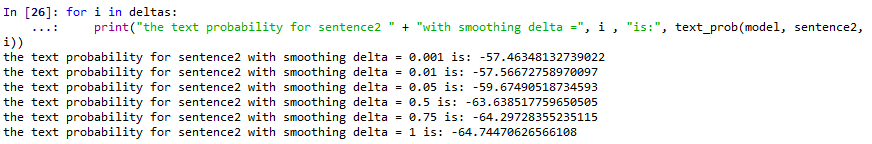 In [26]: for i in deltas:
    ...:     print("the text probability for sentence2 " + "with smoothing delta =", i , "is:", text_prob(model, sentence2,
i))
the text probability for sentence2 with smoothing delta = 0.001 is: -57.46348132739022
the text probability for sentence2 with smoothing delta = 0.01 is: -57.56672758970097
the text probability for sentence2 with smoothing delta = 0.05 is: -59.67490518734593
the text probability for sentence2 with smoothing delta = 0.5 is: -63.638517759650505
the text probability for sentence2 with smoothing delta = 0.75 is: -64.29728355235115
the text probability for sentence2 with smoothing delta = 1 is: -64.74470626566108